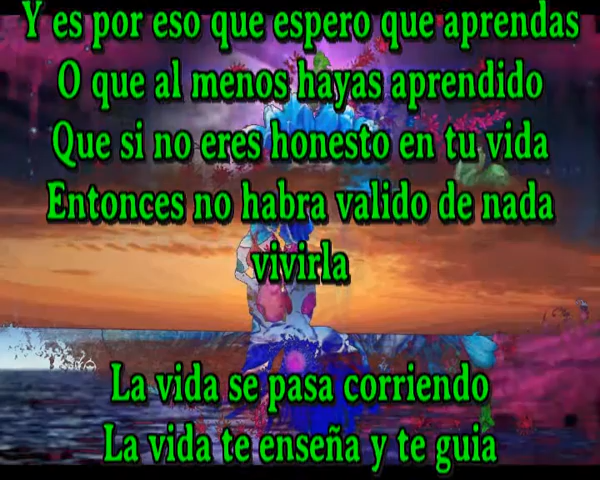 Y es por eso que espero que aprendas
O que al menos hayas aprendido
Que si no eres honesto en tu vida
Entonces no habra valido de nada
vivirla
La vida se pasa corriendo
La vida te enseña y te guia